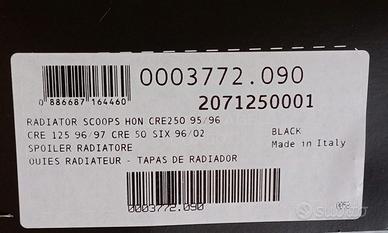 0003772.090
0 886687 164460
2071250001
RADIATOR SCOOPS HON CRE250 95/96
CRE 125 96/97 CRE 50 SIX 96/02
BLACK
SPOILER RADIATORE
Made in Italy
OUIES RADIATEUR - TAPAS DE RADIADOR
0003772.090